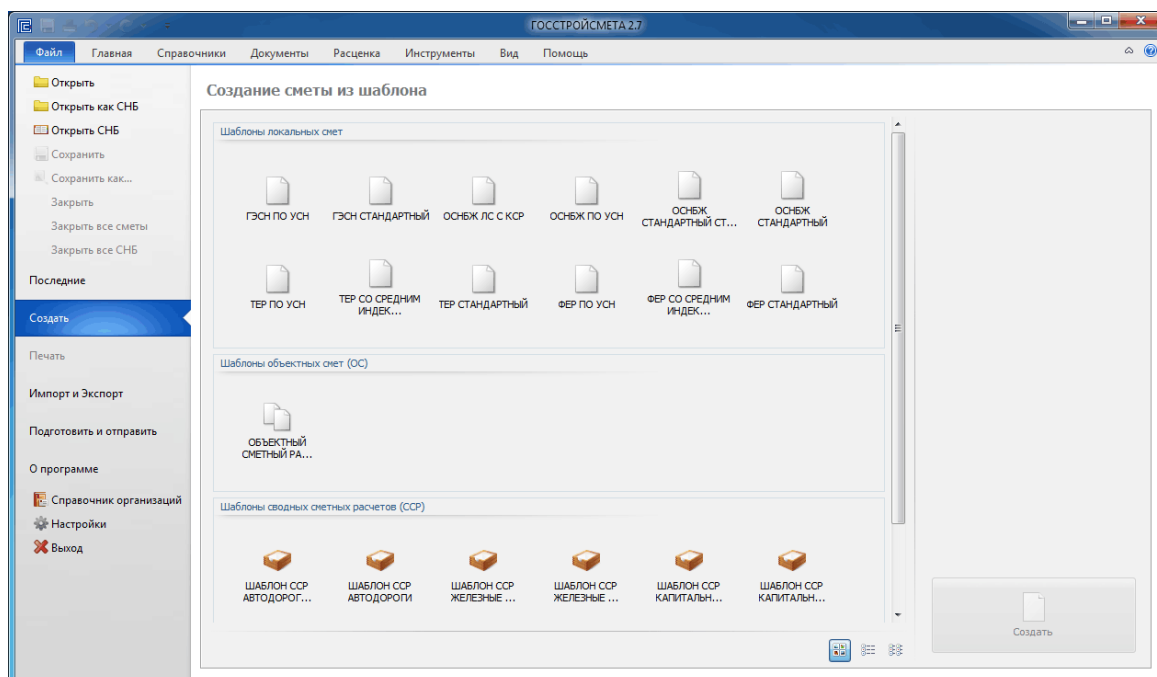 ГОССТРОЙСМЕТА 2.7
Файл Главная Справочники Документы Расценка Инструменты Вид Помощь
Открыть
Открыть как СНБ
Открыть СНБ
Сохранить
Сохранить как...
Закрыть
Закрыть все сметы
Закрыть все СНБ
Последние
Создать
Печать
Импорт и Экспорт
Подготовить и отправить
О программе
Справочник организаций
Настройки
Выход
Создание сметы из шаблона
Шаблоны локальных смет
ГЭСН ПО УСН
ГЭСН СТАНДАРТНЫЙ
ОСНБЖ ЛС С КСР
ОСНБЖ ПО УСН
ОСНБЖ
СТАНДАРТНЫЙ СТ...
ОСНБЖ
СТАНДАРТНЫЙ
ТЕР ПО УСН
ТЕР СО СРЕДНИМ
ИНДЕК...
ТЕР СТАНДАРТНЫЙ
ФЕР ПО УСН
ФЕР СО СРЕДНИМ
ИНДЕК...
ФЕР СТАНДАРТНЫЙ
Шаблоны объектных смет (ОС)
ОБЪЕКТНЫЙ
СМЕТНЫЙ РА...
Шаблоны сводных сметных расчетов (ССР)
ШАБЛОН ССР
АВТОДОРОГ...
ШАБЛОН ССР
АВТОДОРОГИ
ШАБЛОН ССР
ЖЕЛЕЗНЫЕ ...
ШАБЛОН ССР
ЖЕЛЕЗНЫЕ ...
ШАБЛОН ССР
КАПИТАЛЬН...
ШАБЛОН ССР
КАПИТАЛЬН...
Создать